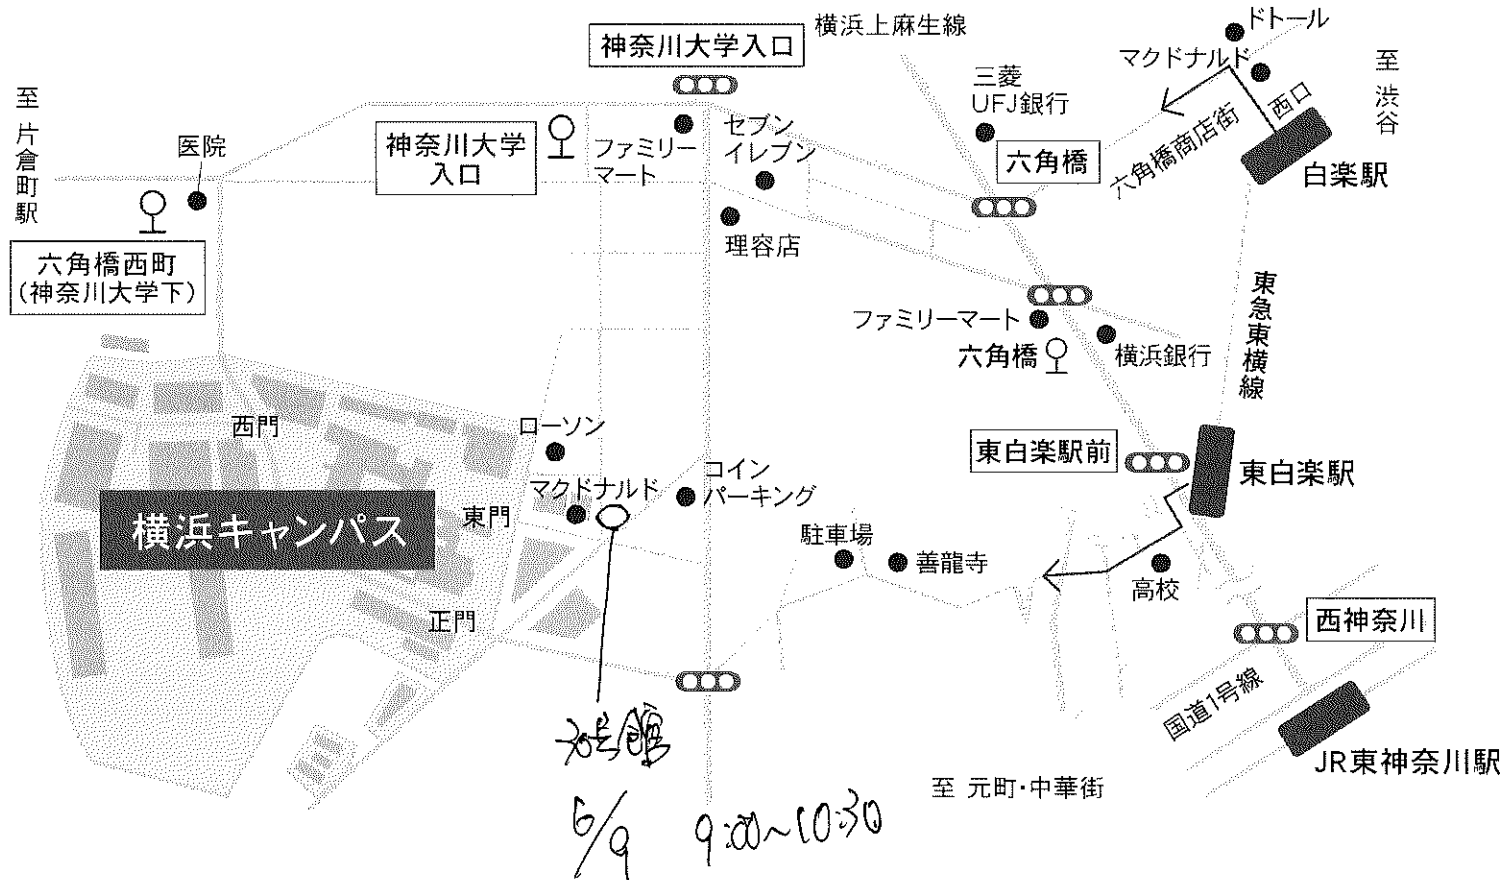 ドトール
横浜上麻生線
神奈川大学入口
マクドナルド
至 渋谷
三菱
UFJ銀行
西口
至 片倉町駅
医院
神奈川大学
入口
ファミリー
マート
セブン
イレブン
六角橋
六角橋商店街
白楽駅
理容店
六角橋西町
(神奈川大学下)
東急東横線
ファミリーマート
六角橋
横浜銀行
西門
ローソン
東白楽駅前
東白楽駅
コイン
パーキング
マクドナルド
東門
横浜キャンパス
駐車場
善龍寺
高校
正門
西神奈川
国道1号線
JR東神奈川駅
至 元町・中華街
号館
6/9 9:00~10:30